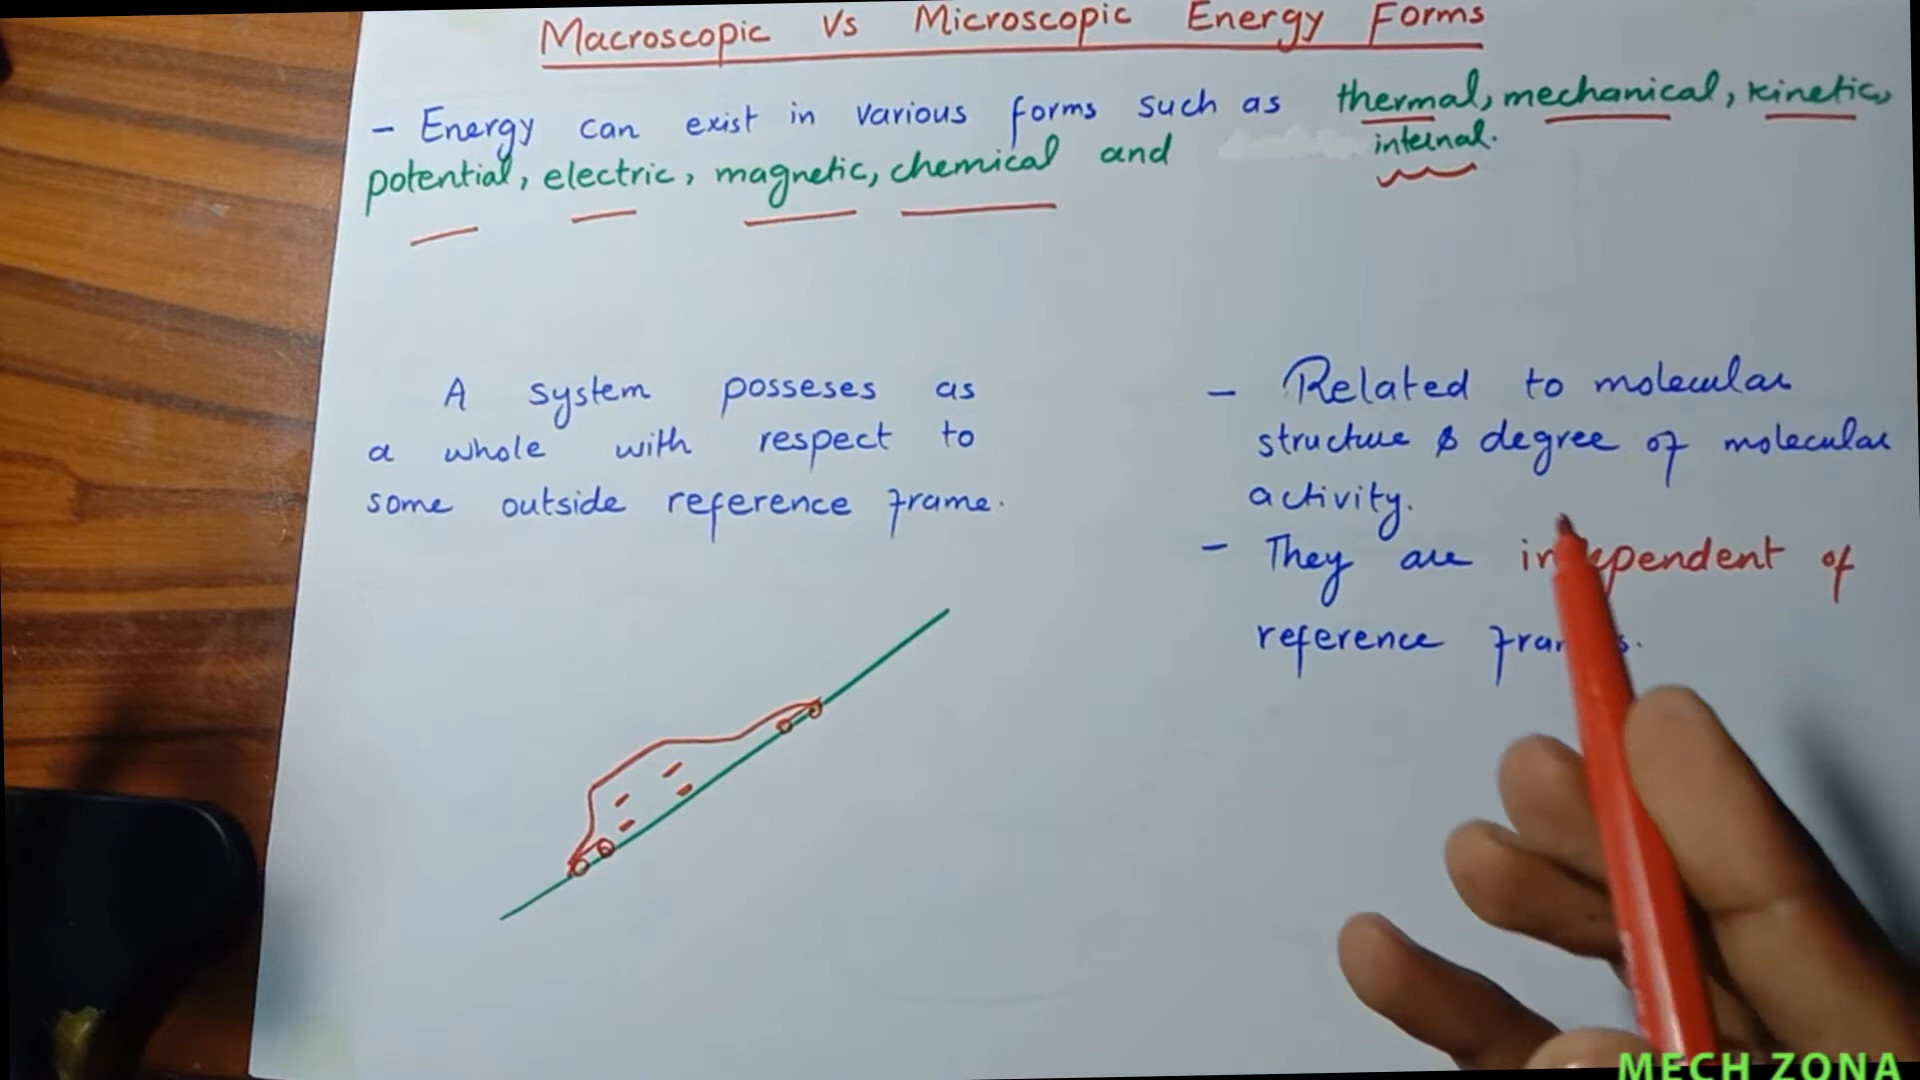 Macroscopic Vs Microscopic Energy Forms
- Energy can exist in various forms such as thermal, mechanical, kinetic,
potential, electric, magnetic, chemical and internal.
A system posseses as
a whole with respect to
some outside reference frame.
- Related to molecular
structure & degree of molecular
activity.
- They are independent of
reference
MECH ZONA